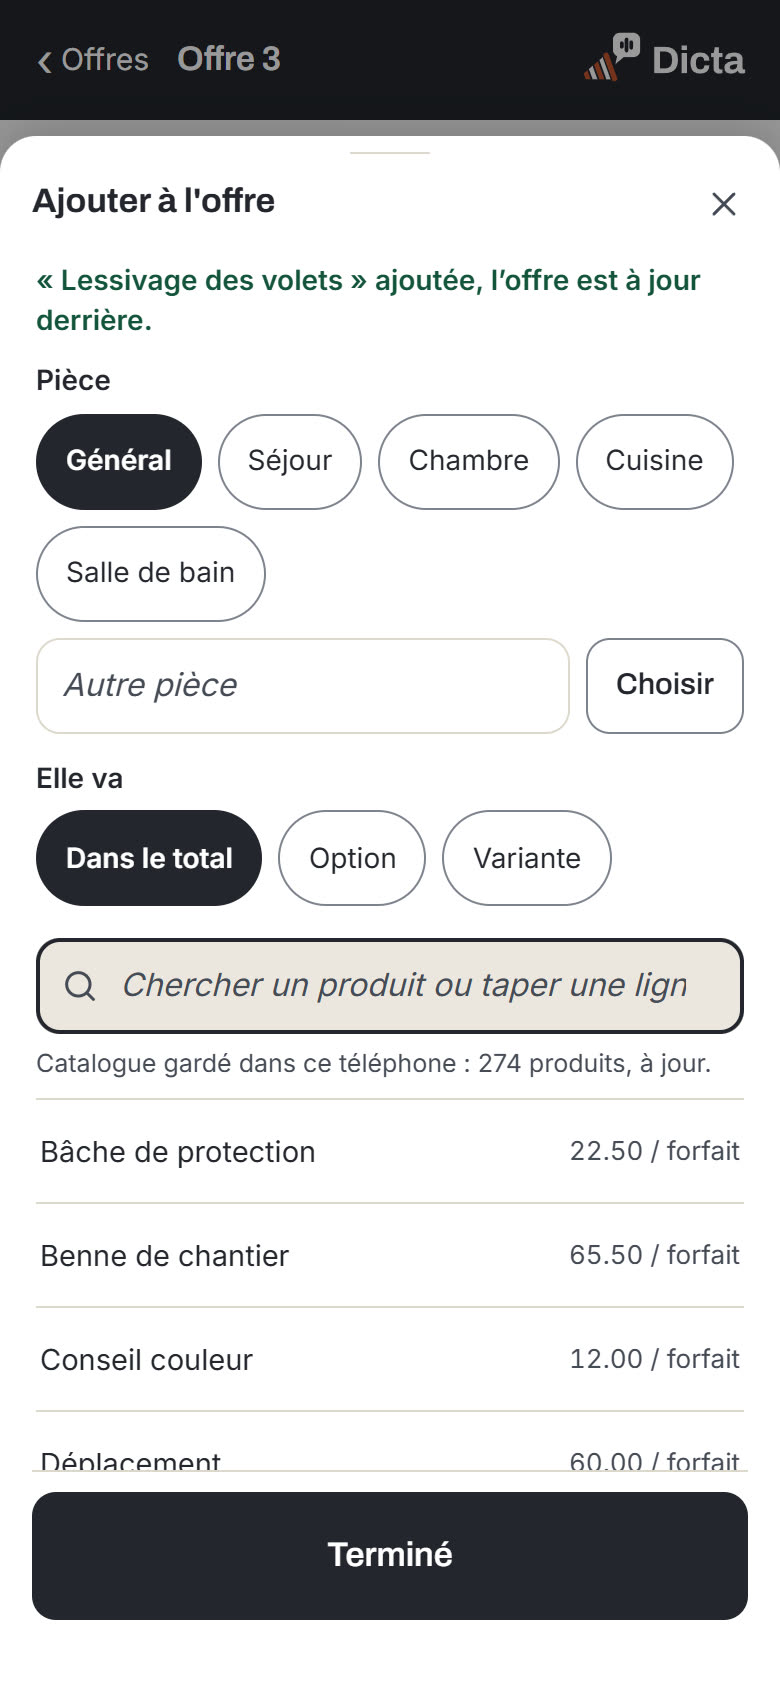 ‹ Offres Offre 3 Dicta
Ajouter à l'offre
« Lessivage des volets » ajoutée, l’offre est à jour
derrière.
Pièce
Général Séjour Chambre Cuisine
Salle de bain
Autre pièce Choisir
Elle va
Dans le total Option Variante
Chercher un produit ou taper une lign
Catalogue gardé dans ce téléphone : 274 produits, à jour.
Bâche de protection 22.50 / forfait
Benne de chantier 65.50 / forfait
Conseil couleur 12.00 / forfait
Déplacement 60.00 / forfait
Terminé